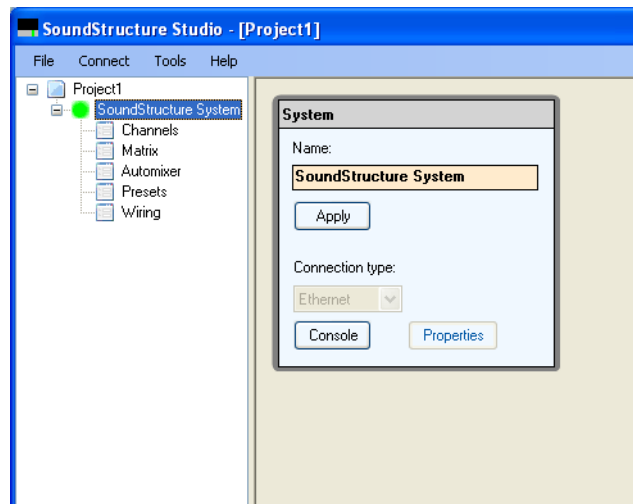 SoundStructure Studio - [Project1]
File Connect Tools Help
Project1
SoundStructure System
Channels
Matrix
Automixer
Presets
Wiring
System
Name:
SoundStructure System
Apply
Connection type:
Ethernet
Console Properties